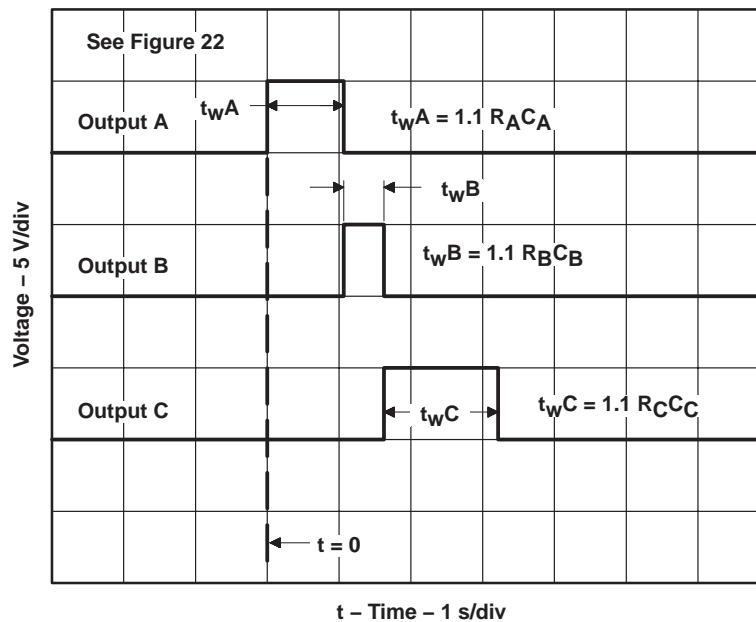 See Figure 22
twA
Output A
twA = 1.1 RACA
twB
Output B
twB = 1.1 RBCB
Output C
twC
twC = 1.1 RCCC
t = 0
Voltage – 5 V/div
t – Time – 1 s/div